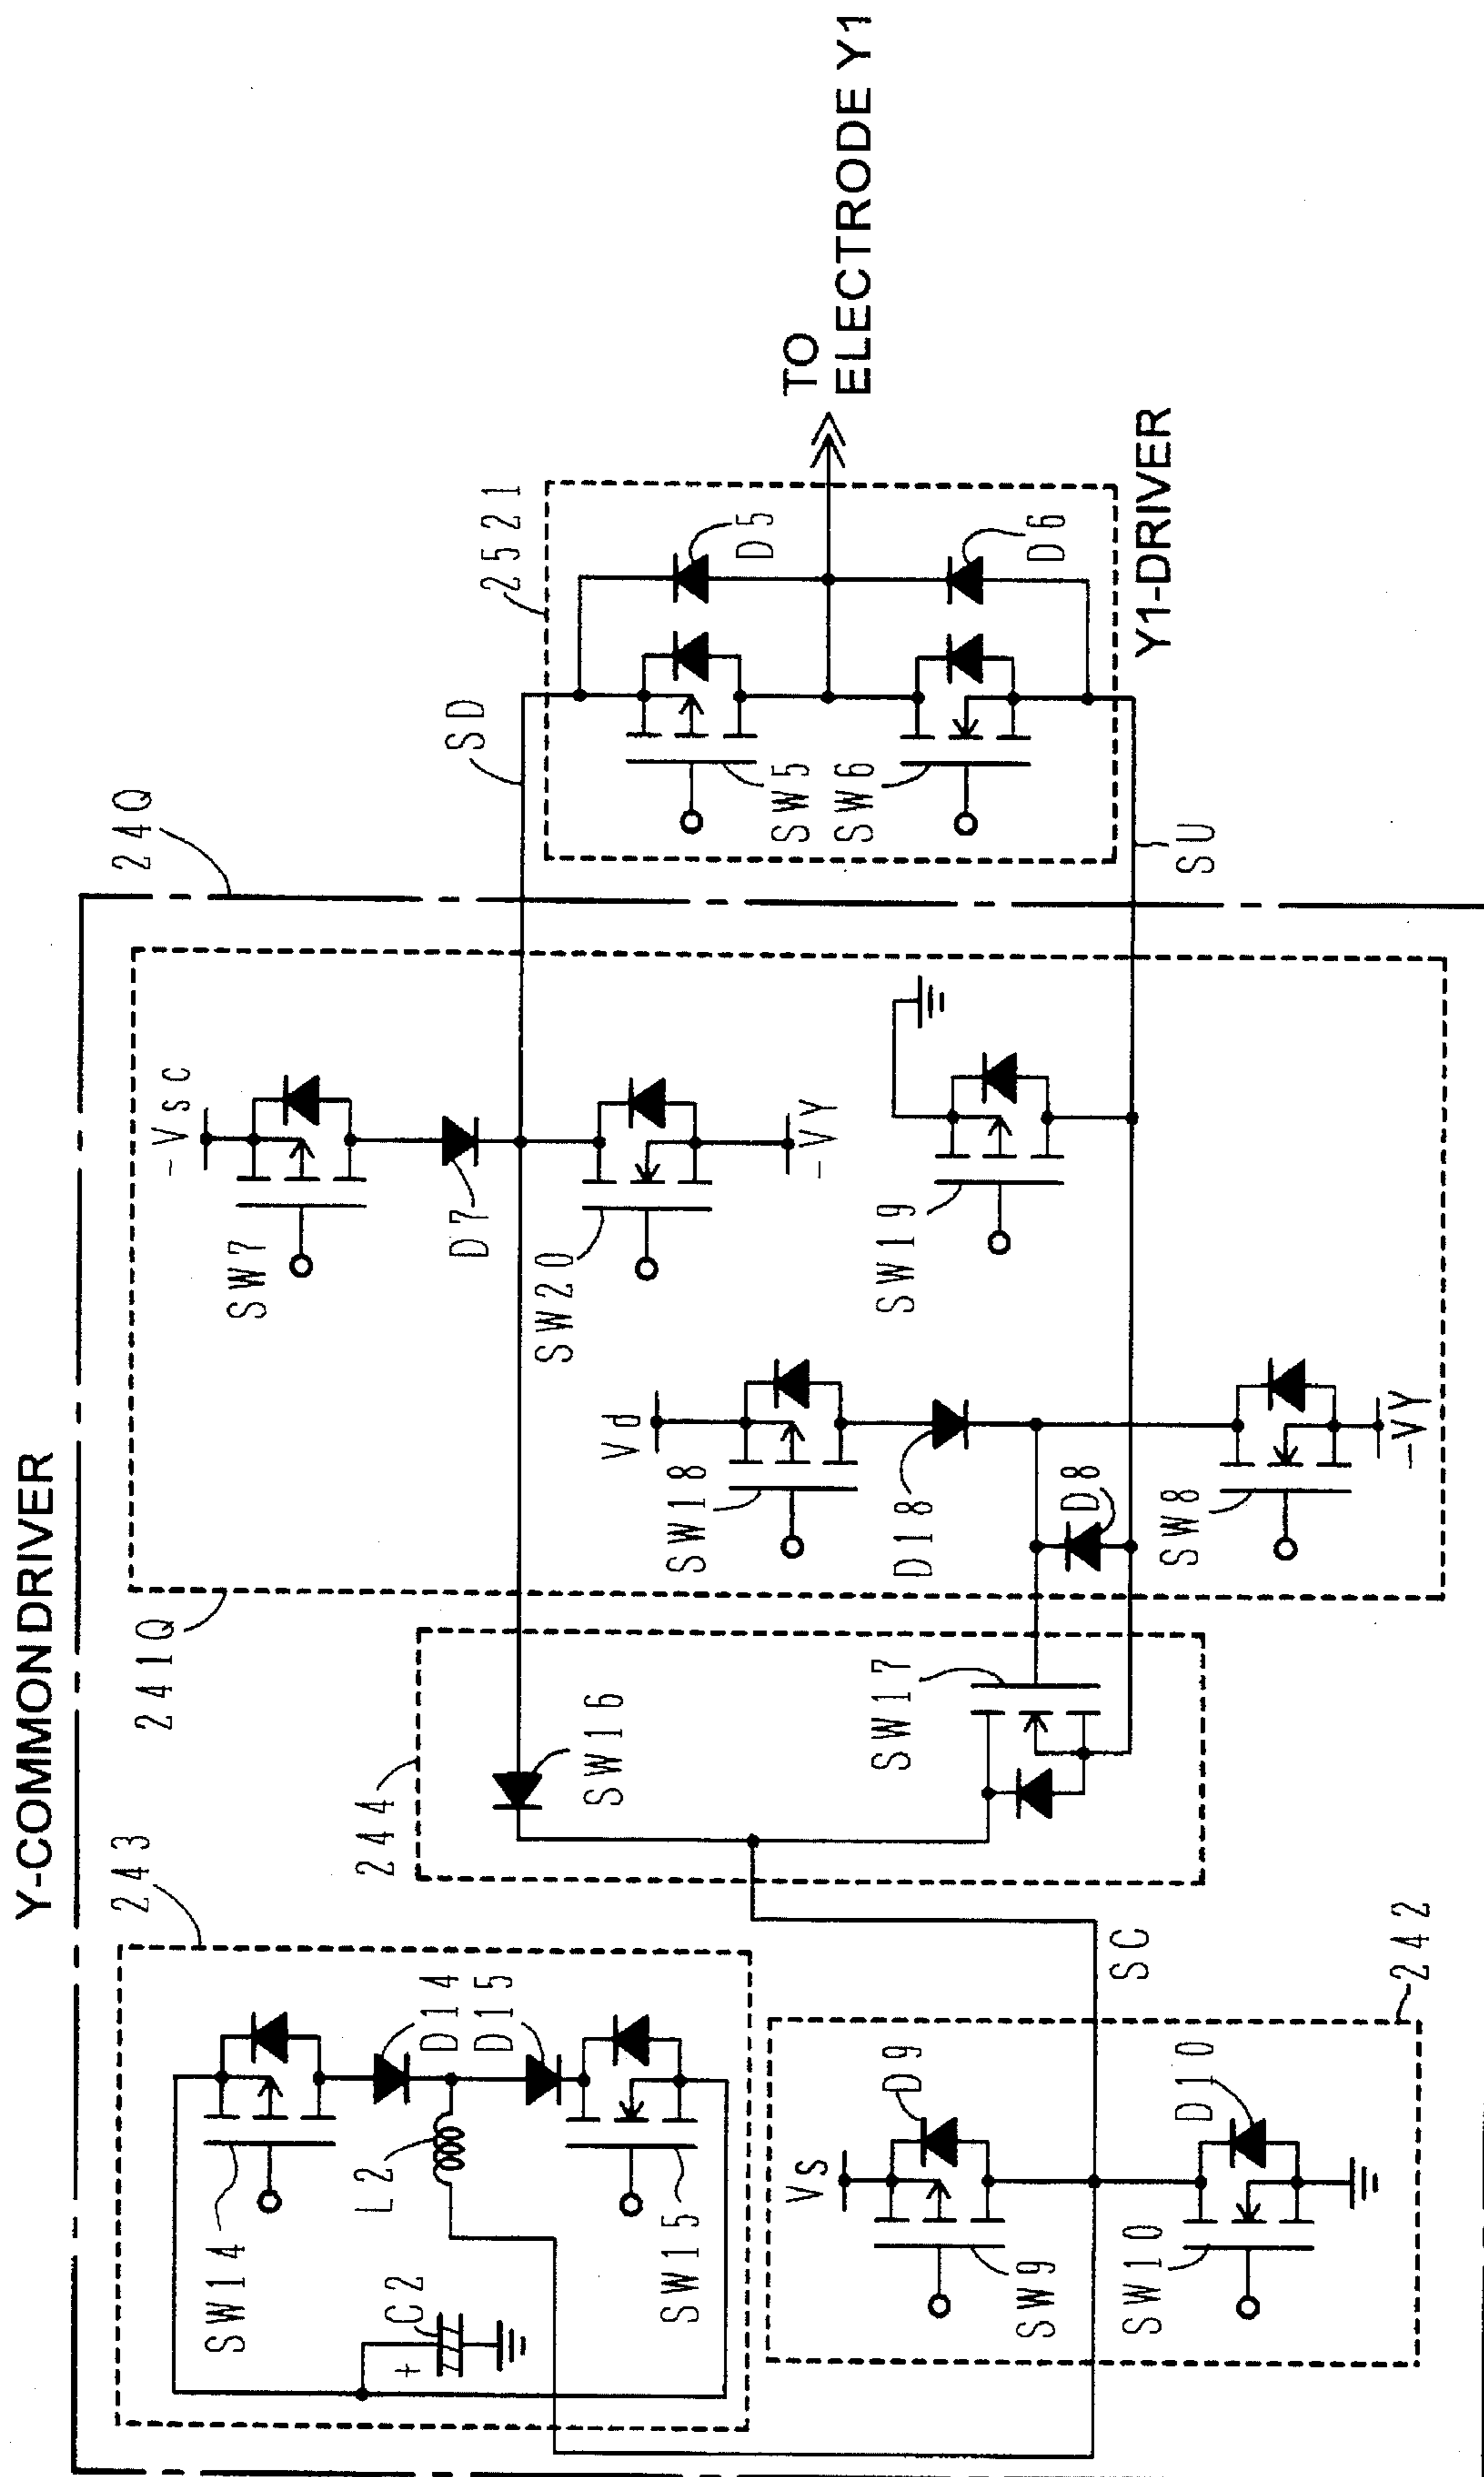 Y-COMMON DRIVER
243
SW14
D14
D15
L2
C2
+
SW15
242
Vs
D9
SW9
D10
SW10
SC
244
SW16
SW17
241Q
24Q
-Vsc
SW7
D7
SW20
-VY
Vd
SW18
D18
D8
SW19
SW8
-VY
SD
SU
2521
D5
SW5
SW6
D6
Y1-DRIVER
TO
ELECTRODE Y1